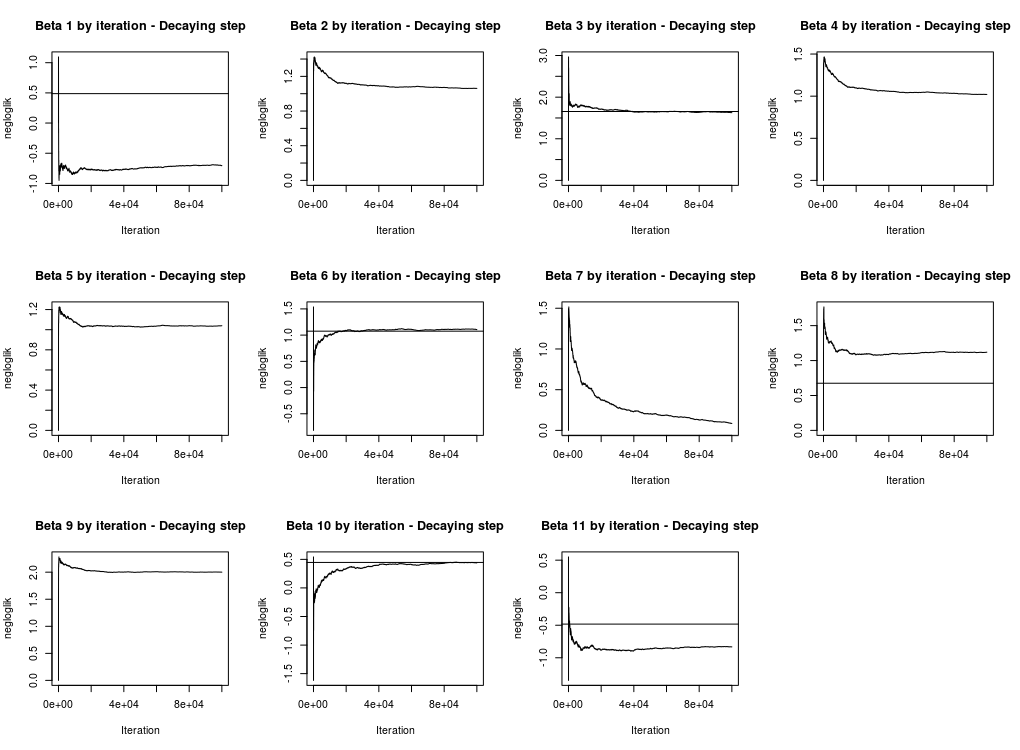 Beta 1 by iteration - Decaying step
negloglik
-1.0 -0.5 0.0 0.5 1.0
0e+00 4e+04 8e+04
Iteration
Beta 2 by iteration - Decaying step
negloglik
0.0 0.4 0.8 1.2
0e+00 4e+04 8e+04
Iteration
Beta 3 by iteration - Decaying step
negloglik
0.0 1.0 2.0 3.0
0e+00 4e+04 8e+04
Iteration
Beta 4 by iteration - Decaying step
negloglik
0.0 0.5 1.0 1.5
0e+00 4e+04 8e+04
Iteration
Beta 5 by iteration - Decaying step
negloglik
0.0 0.4 0.8 1.2
0e+00 4e+04 8e+04
Iteration
Beta 6 by iteration - Decaying step
negloglik
-0.5 0.0 0.5 1.0 1.5
0e+00 4e+04 8e+04
Iteration
Beta 7 by iteration - Decaying step
negloglik
0.0 0.5 1.0 1.5
0e+00 4e+04 8e+04
Iteration
Beta 8 by iteration - Decaying step
negloglik
0.0 0.5 1.0 1.5
0e+00 4e+04 8e+04
Iteration
Beta 9 by iteration - Decaying step
negloglik
0.0 0.5 1.0 1.5 2.0
0e+00 4e+04 8e+04
Iteration
Beta 10 by iteration - Decaying step
negloglik
-1.5 -1.0 -0.5 0.0 0.5
0e+00 4e+04 8e+04
Iteration
Beta 11 by iteration - Decaying step
negloglik
-1.0 -0.5 0.0 0.5
0e+00 4e+04 8e+04
Iteration